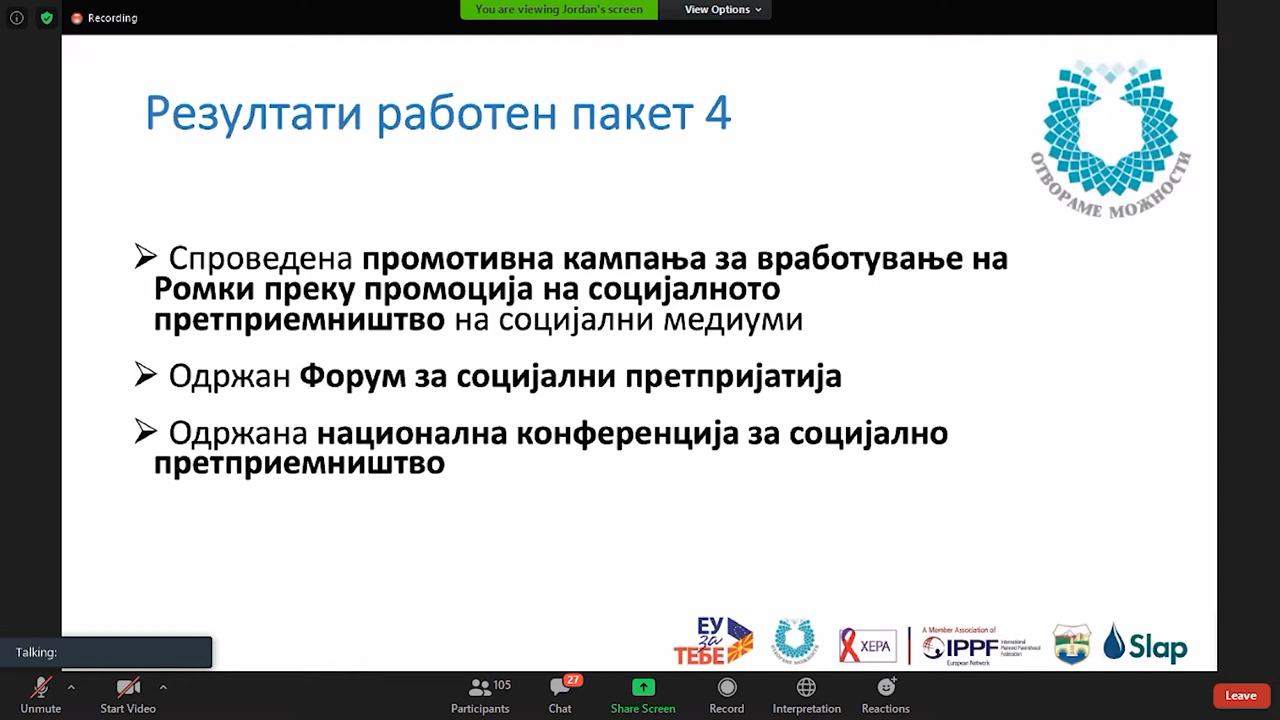 Recording
You are viewing Jordan's screen
View Options
Резултати работен пакет 4
ОТВОРАМЕ МОЖНОСТИ
➢ Спроведена промотивна кампања за вработување на
Ромки преку промоција на социјалното
претприемништво на социјални медиуми
➢ Одржан Форум за социјални претпријатија
➢ Одржана национална конференција за социјално
претприемништво
ЕУ
за
ТЕБЕ
ХЕРА
A Member Association of
IPPF
International
Planned Parenthood
Federation
European Network
Slap
Talking:
Unmute
Start Video
105
Participants
27
Chat
Share Screen
Record
Interpretation
Reactions
Leave